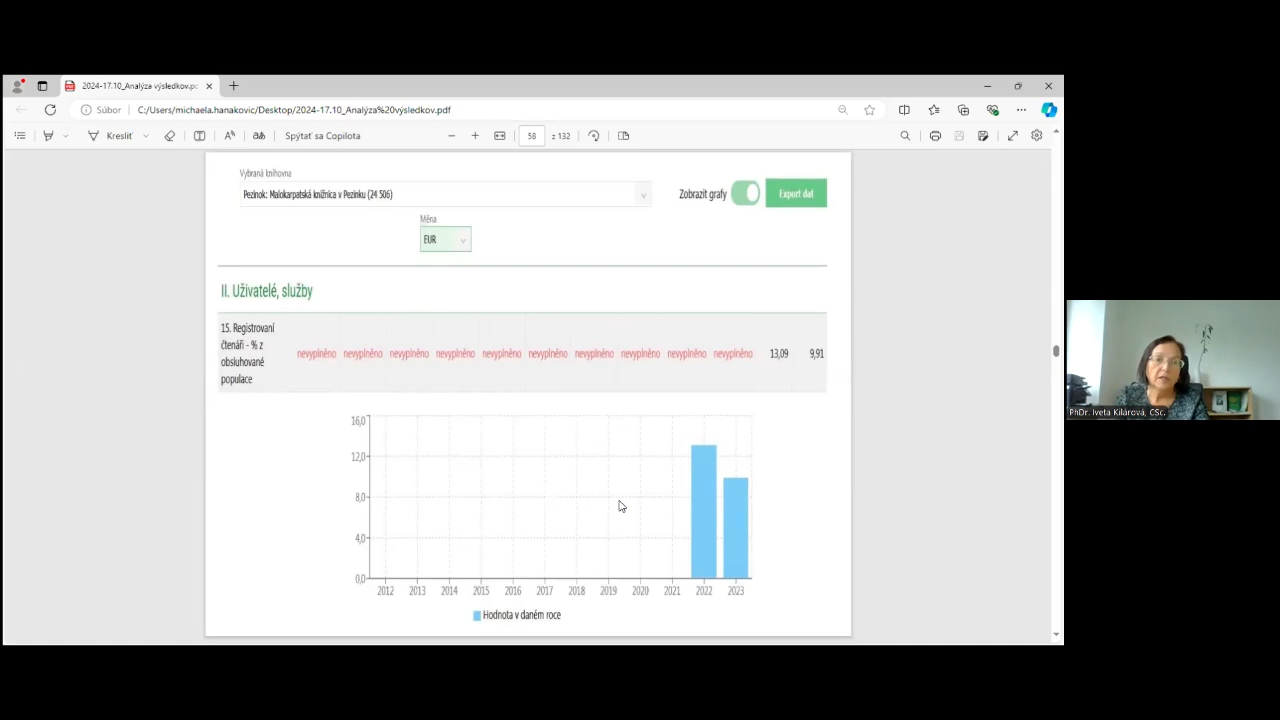 2024-17.10_Analýza výsledkov.pc
Súbor
C:/Users/michaela.hanakovic/Desktop/2024-17.10_Analýza%20výsledkov.pdf
Kresliť
Spýtať sa Copilota
58
z 132
Vybraná knihovna
Pezinok: Malokarpatská knižnica v Pezinku (24 506)
Zobrazit grafy
Export dat
Měna
EUR
II. Uživatelé, služby
15. Registrovaní
čtenáři - % z
obsluhované
populace
nevyplněno nevyplněno nevyplněno nevyplněno nevyplněno nevyplněno nevyplněno nevyplněno nevyplněno nevyplněno 13,09 9,91
16,0
12,0
8,0
4,0
0,0
2012 2013 2014 2015 2016 2017 2018 2019 2020 2021 2022 2023
Hodnota v daném roce
PhDr. Iveta Kilárová, CSc.